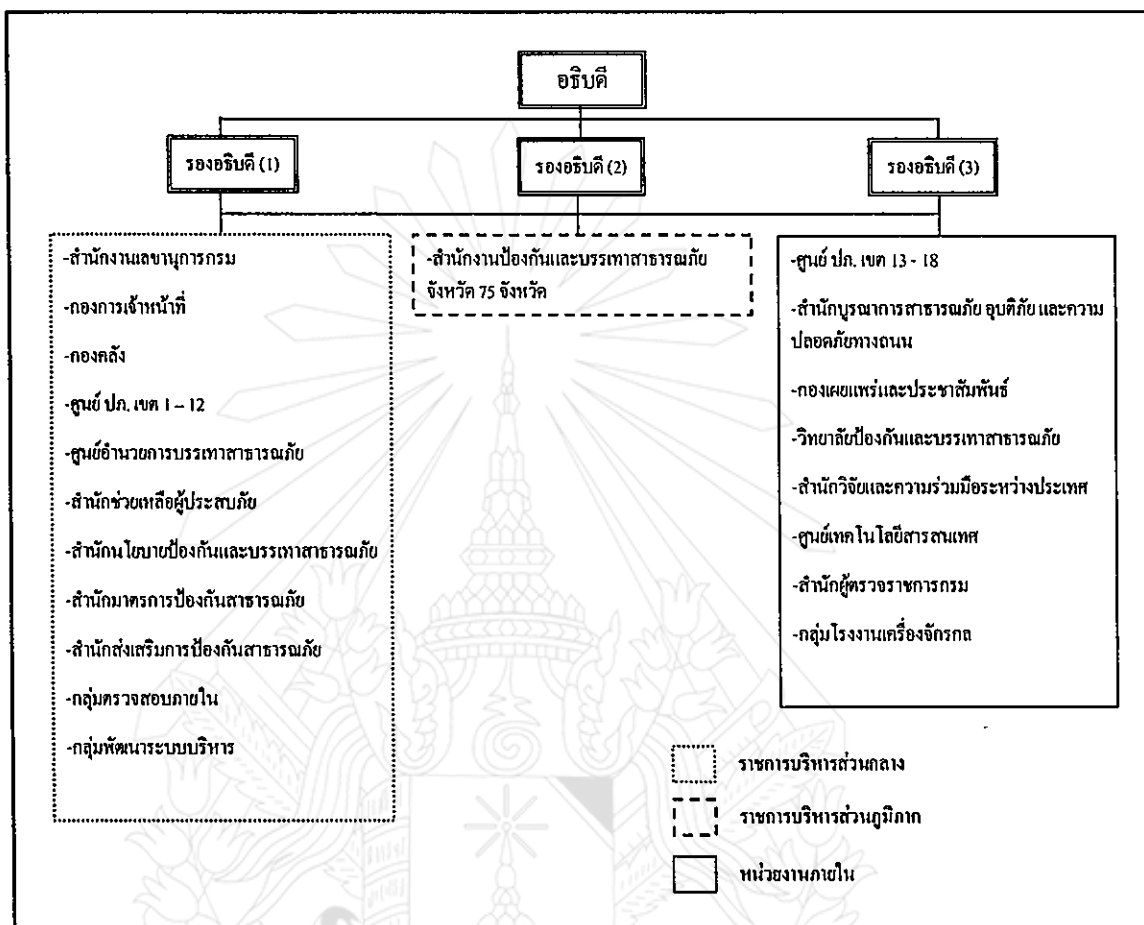 อธิบดี
รองอธิบดี (1)
รองอธิบดี (2)
รองอธิบดี (3)
-สำนักงานเลขานุการกรม
-กองการเจ้าหน้าที่
-กองคลัง
-ศูนย์ ปภ. เขต 1 – 12
-ศูนย์อำนวยการบรรเทาสาธารณภัย
-สำนักช่วยเหลือผู้ประสบภัย
-สำนักนโยบายป้องกันและบรรเทาสาธารณภัย
-สำนักมาตรการป้องกันสาธารณภัย
-สำนักส่งเสริมการป้องกันสาธารณภัย
-กลุ่มตรวจสอบภายใน
-กลุ่มพัฒนาระบบบริหาร
-สำนักงานป้องกันและบรรเทาสาธารณภัย
จังหวัด 75 จังหวัด
-ศูนย์ ปภ. เขต 13 - 18
-สำนักบูรณาการสาธารณภัย อุบติภัย และความ
ปลอดภัยทางถนน
-กองเผยแพร่และประชาสัมพันธ์
-วิทยาลัยป้องกันและบรรเทาสาธารณภัย
-สำนักวิจัยและความร่วมมือระหว่างประเทศ
-ศูนย์เทคโนโลยีสารสนเทศ
-สำนักผู้ตรวจราชการกรม
-กลุ่มโรงงานเครื่องจักรกล
ราชการบริหารส่วนกลาง
ราชการบริหารส่วนภูมิภาค
หน่วยงานภายใน